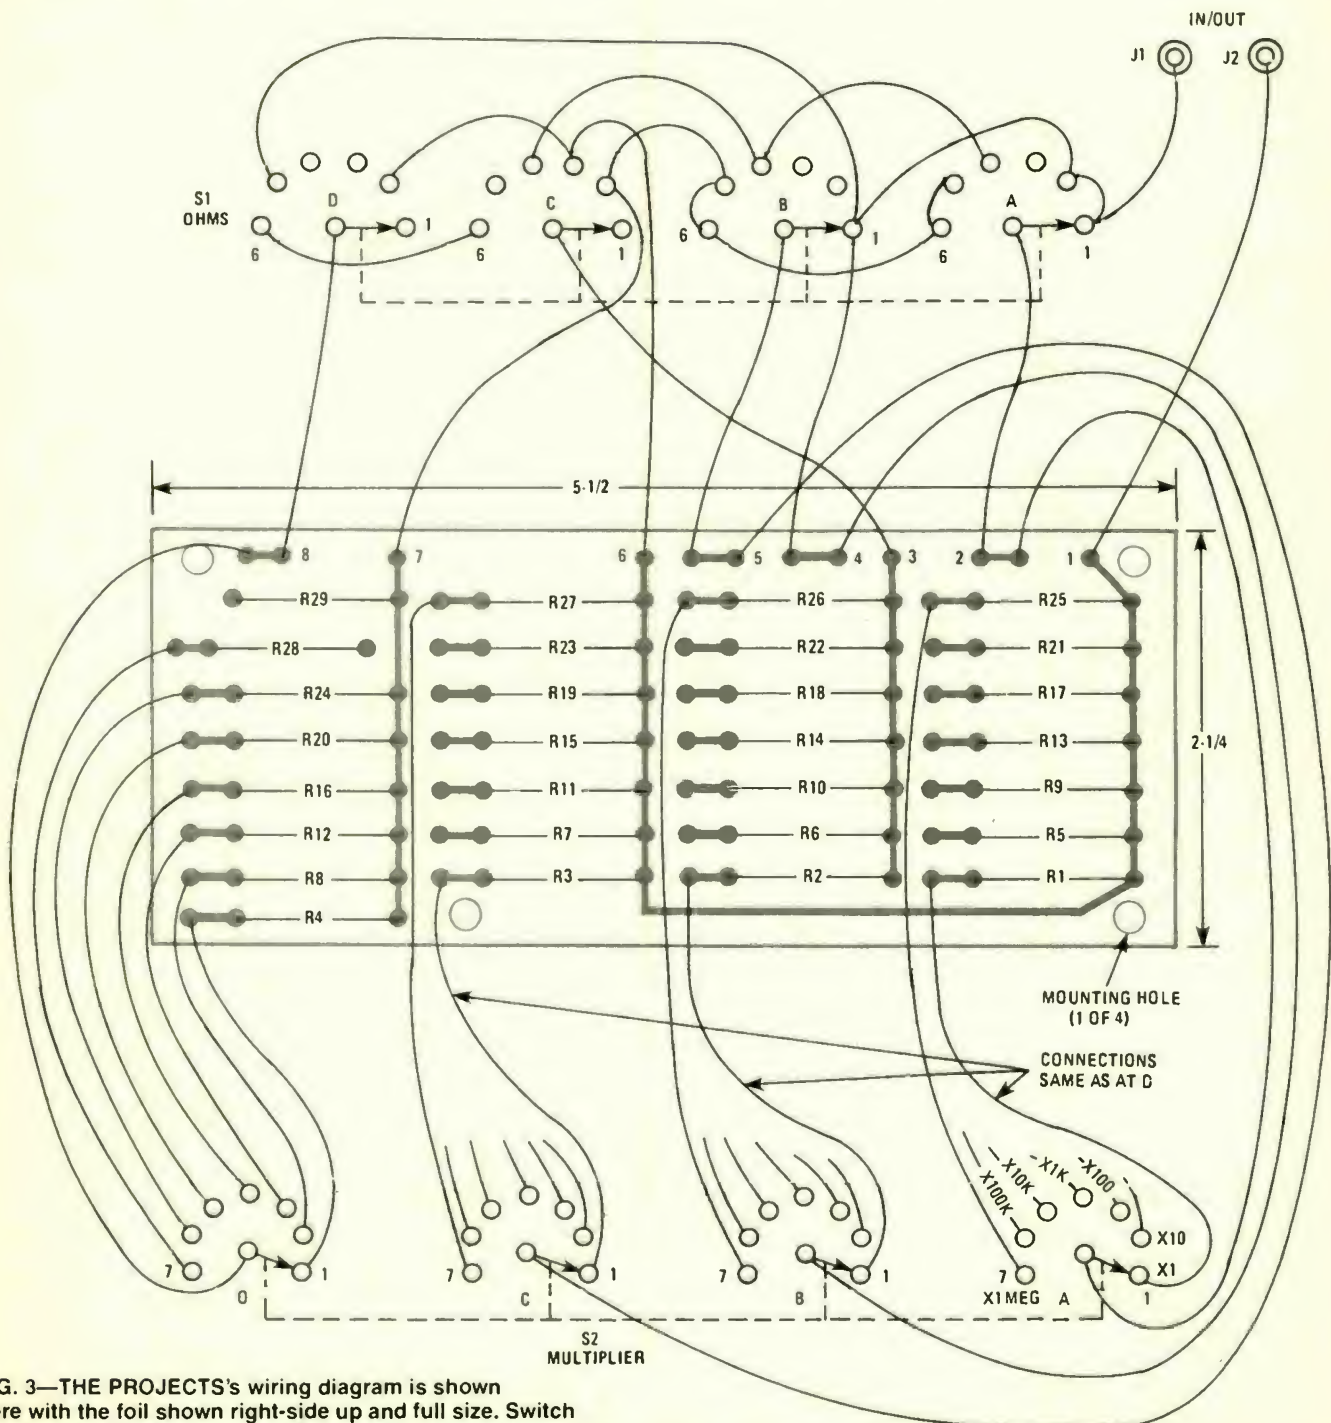 IN/OUT
J1
J2
S1
OHMS
D
C
B
A
1
6
6
1
6
1
6
1
5-1/2
8
7
6
5
4
3
2
1
R29
R27
R26
R25
R28
R23
R22
R21
R24
R19
R18
R17
R20
R15
R14
R13
2-1/4
R16
R11
R10
R9
R12
R7
R6
R5
R8
R3
R2
R1
R4
MOUNTING HOLE
(1 OF 4)
CONNECTIONS
SAME AS AT D
X100K
X10K
X1K
X100
X10
X1
7
1
7
1
7
1
7
1
X1MEG
D
C
B
A
S2
MULTIPLIER
G. 3—THE PROJECTS's wiring diagram is shown
re with the foil shown right-side up and full size. Switch